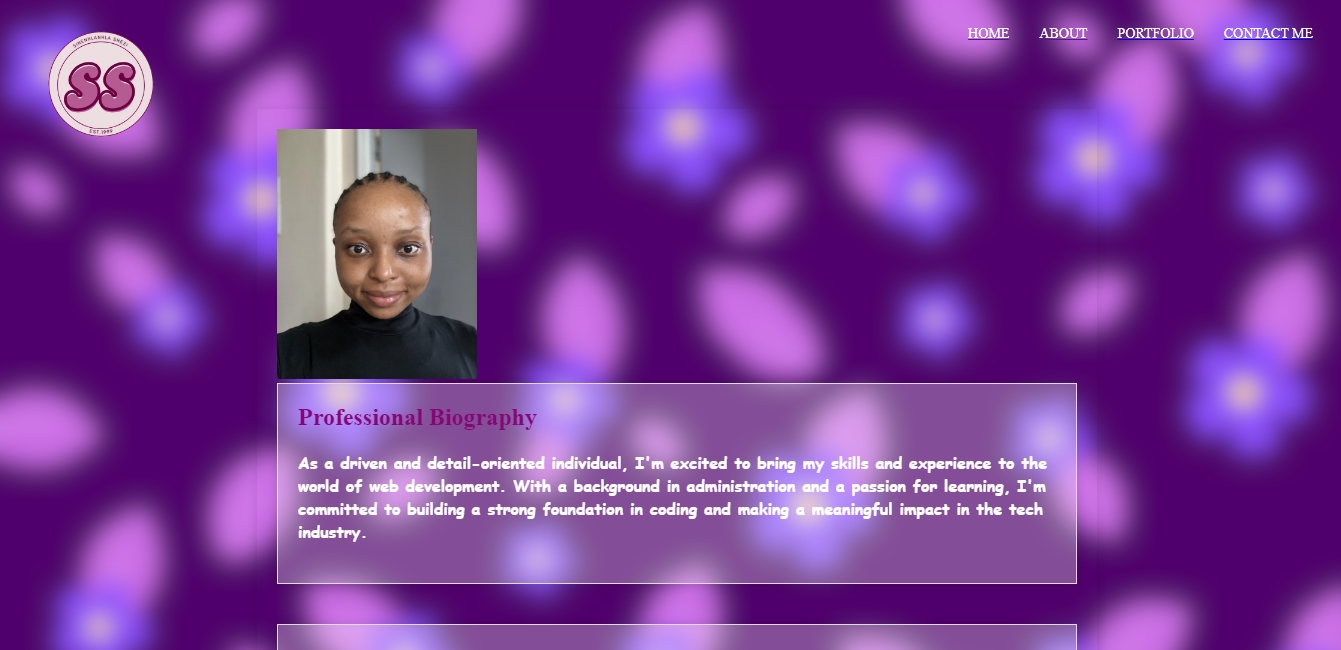 SINENHLANHLA SHEZI
SS
EST.1995
HOME ABOUT PORTFOLIO CONTACT ME
Professional Biography
As a driven and detail-oriented individual, I'm excited to bring my skills and experience to the
world of web development. With a background in administration and a passion for learning, I'm
committed to building a strong foundation in coding and making a meaningful impact in the tech
industry.